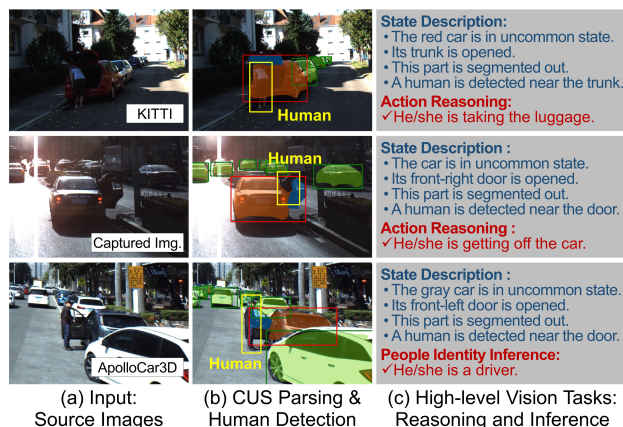 KITTI
Human
State Description:
• The red car is in uncommon state.
• Its trunk is opened.
• This part is segmented out.
• A human is detected near the trunk.
Action Reasoning:
✓He/she is taking the luggage.
Captured Img.
Human
State Description :
• The car is in uncommon state.
• Its front-right door is opened.
• This part is segmented out.
• A human is detected near the door.
Action Reasoning :
✓He/she is getting off the car.
ApolloCar3D
Human
State Description :
• The gray car is in uncommon state.
• Its front-left door is opened.
• This part is segmented out.
• A human is detected near the door.
People Identity Inference:
✓He/she is a driver.
(a) Input:
Source Images
(b) CUS Parsing &
Human Detection
(c) High-level Vision Tasks:
Reasoning and Inference